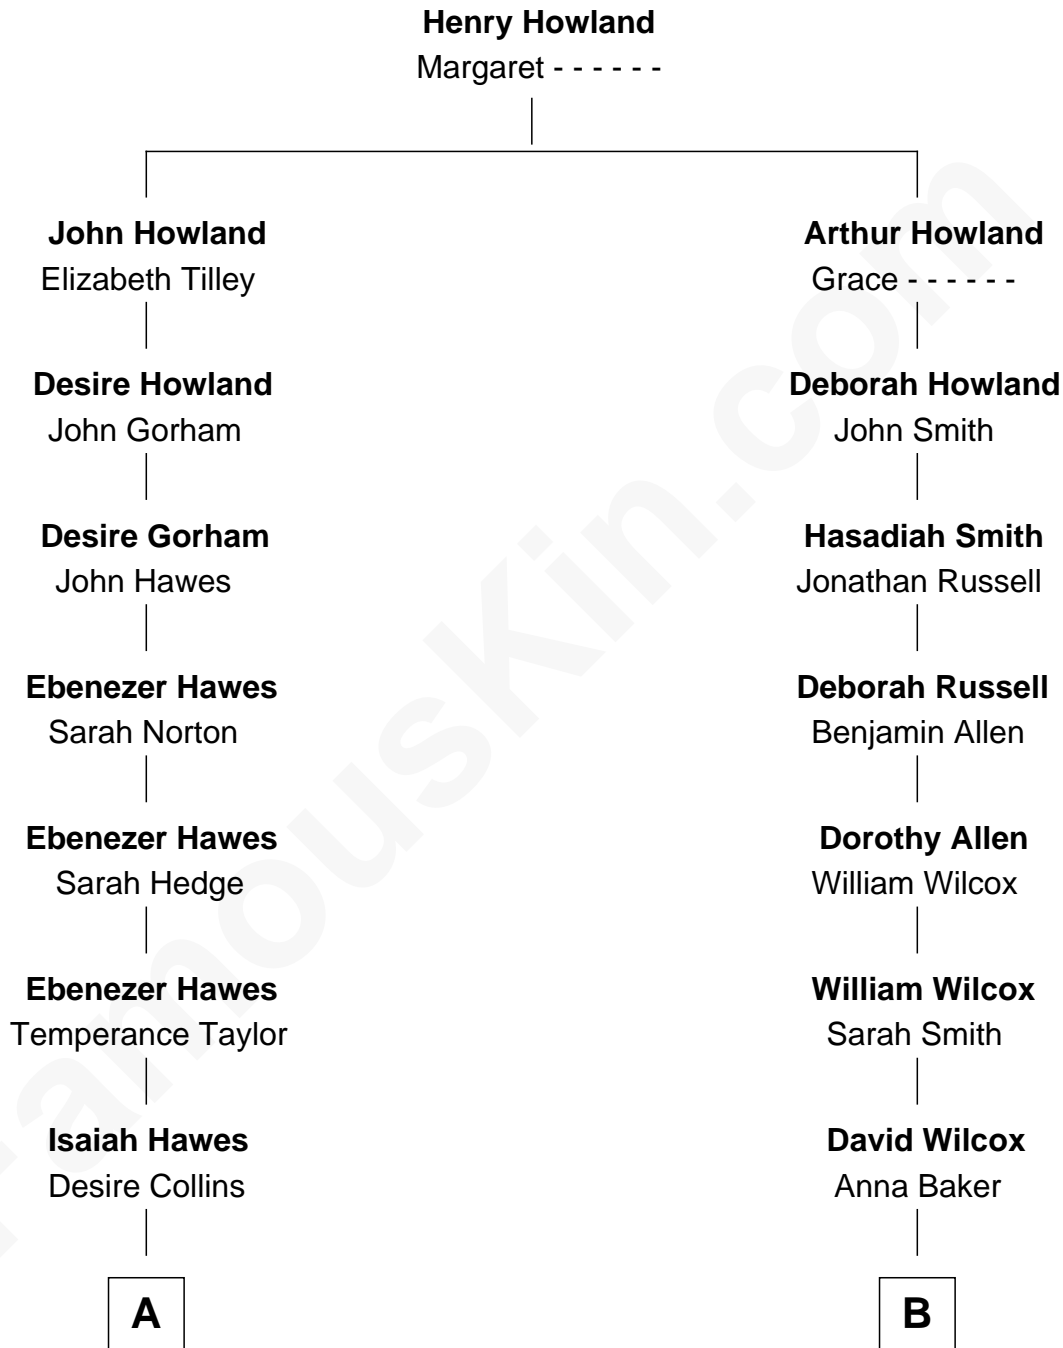 Henry Howland
Margaret - - - - - -
John Howland
Elizabeth Tilley
Arthur Howland
Grace - - - - - -
Desire Howland
John Gorham
Deborah Howland
John Smith
Desire Gorham
John Hawes
Hasadiah Smith
Jonathan Russell
Ebenezer Hawes
Sarah Norton
Deborah Russell
Benjamin Allen
Ebenezer Hawes
Sarah Hedge
Dorothy Allen
William Wilcox
Ebenezer Hawes
Temperance Taylor
William Wilcox
Sarah Smith
Isaiah Hawes
Desire Collins
David Wilcox
Anna Baker
A
B
FamousKin.com